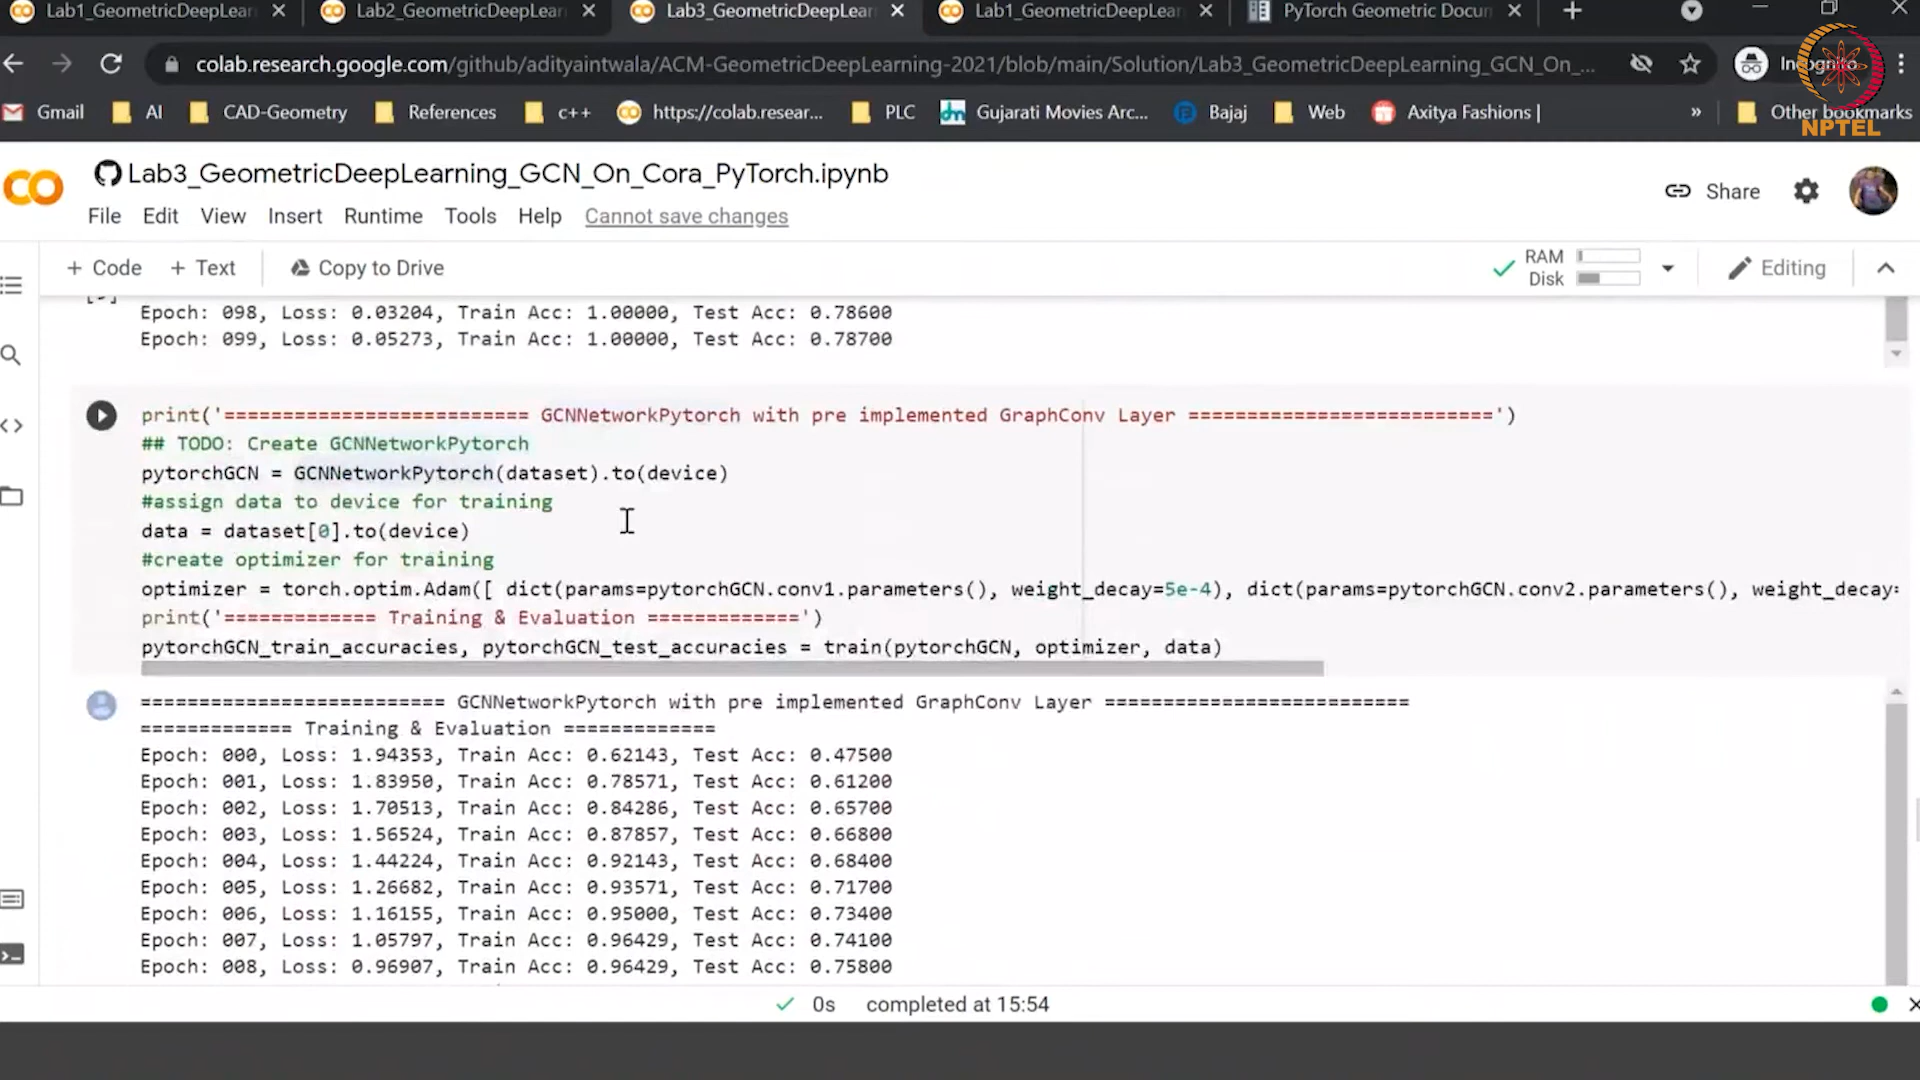 Lab1_GeometricDeepLear
Lab2_GeometricDeepLear
Lab3_GeometricDeepLear
Lab1_GeometricDeepLear
PyTorch Geometric Docu
colab.research.google.com/github/adityaintwala/ACM-GeometricDeepLearning-2021/blob/main/Solution/Lab3_GeometricDeepLearning_GCN_On_...
Gmail
AI
CAD-Geometry
References
c++
https://colab.resear...
PLC
Gujarati Movies Arc...
Bajaj
Web
Axitya Fashions |
»
Other bookmarks
NPTEL
Lab3_GeometricDeepLearning_GCN_On_Cora_PyTorch.ipynb
Share
File Edit View Insert Runtime Tools Help Cannot save changes
+ Code + Text Copy to Drive
RAM
Disk
Editing
Epoch: 098, Loss: 0.03204, Train Acc: 1.00000, Test Acc: 0.78600
Epoch: 099, Loss: 0.05273, Train Acc: 1.00000, Test Acc: 0.78700
print('========================== GCNNetworkPytorch with pre implemented GraphConv Layer ==========================')
## TODO: Create GCNNetworkPytorch
pytorchGCN = GCNNetworkPytorch(dataset).to(device)
#assign data to device for training
data = dataset[0].to(device)
#create optimizer for training
optimizer = torch.optim.Adam([ dict(params=pytorchGCN.conv1.parameters(), weight_decay=5e-4), dict(params=pytorchGCN.conv2.parameters(), weight_decay=
print('============= Training & Evaluation =============')
pytorchGCN_train_accuracies, pytorchGCN_test_accuracies = train(pytorchGCN, optimizer, data)
========================== GCNNetworkPytorch with pre implemented GraphConv Layer ==========================
============= Training & Evaluation =============
Epoch: 000, Loss: 1.94353, Train Acc: 0.62143, Test Acc: 0.47500
Epoch: 001, Loss: 1.83950, Train Acc: 0.78571, Test Acc: 0.61200
Epoch: 002, Loss: 1.70513, Train Acc: 0.84286, Test Acc: 0.65700
Epoch: 003, Loss: 1.56524, Train Acc: 0.87857, Test Acc: 0.66800
Epoch: 004, Loss: 1.44224, Train Acc: 0.92143, Test Acc: 0.68400
Epoch: 005, Loss: 1.26682, Train Acc: 0.93571, Test Acc: 0.71700
Epoch: 006, Loss: 1.16155, Train Acc: 0.95000, Test Acc: 0.73400
Epoch: 007, Loss: 1.05797, Train Acc: 0.96429, Test Acc: 0.74100
Epoch: 008, Loss: 0.96907, Train Acc: 0.96429, Test Acc: 0.75800
0s completed at 15:54